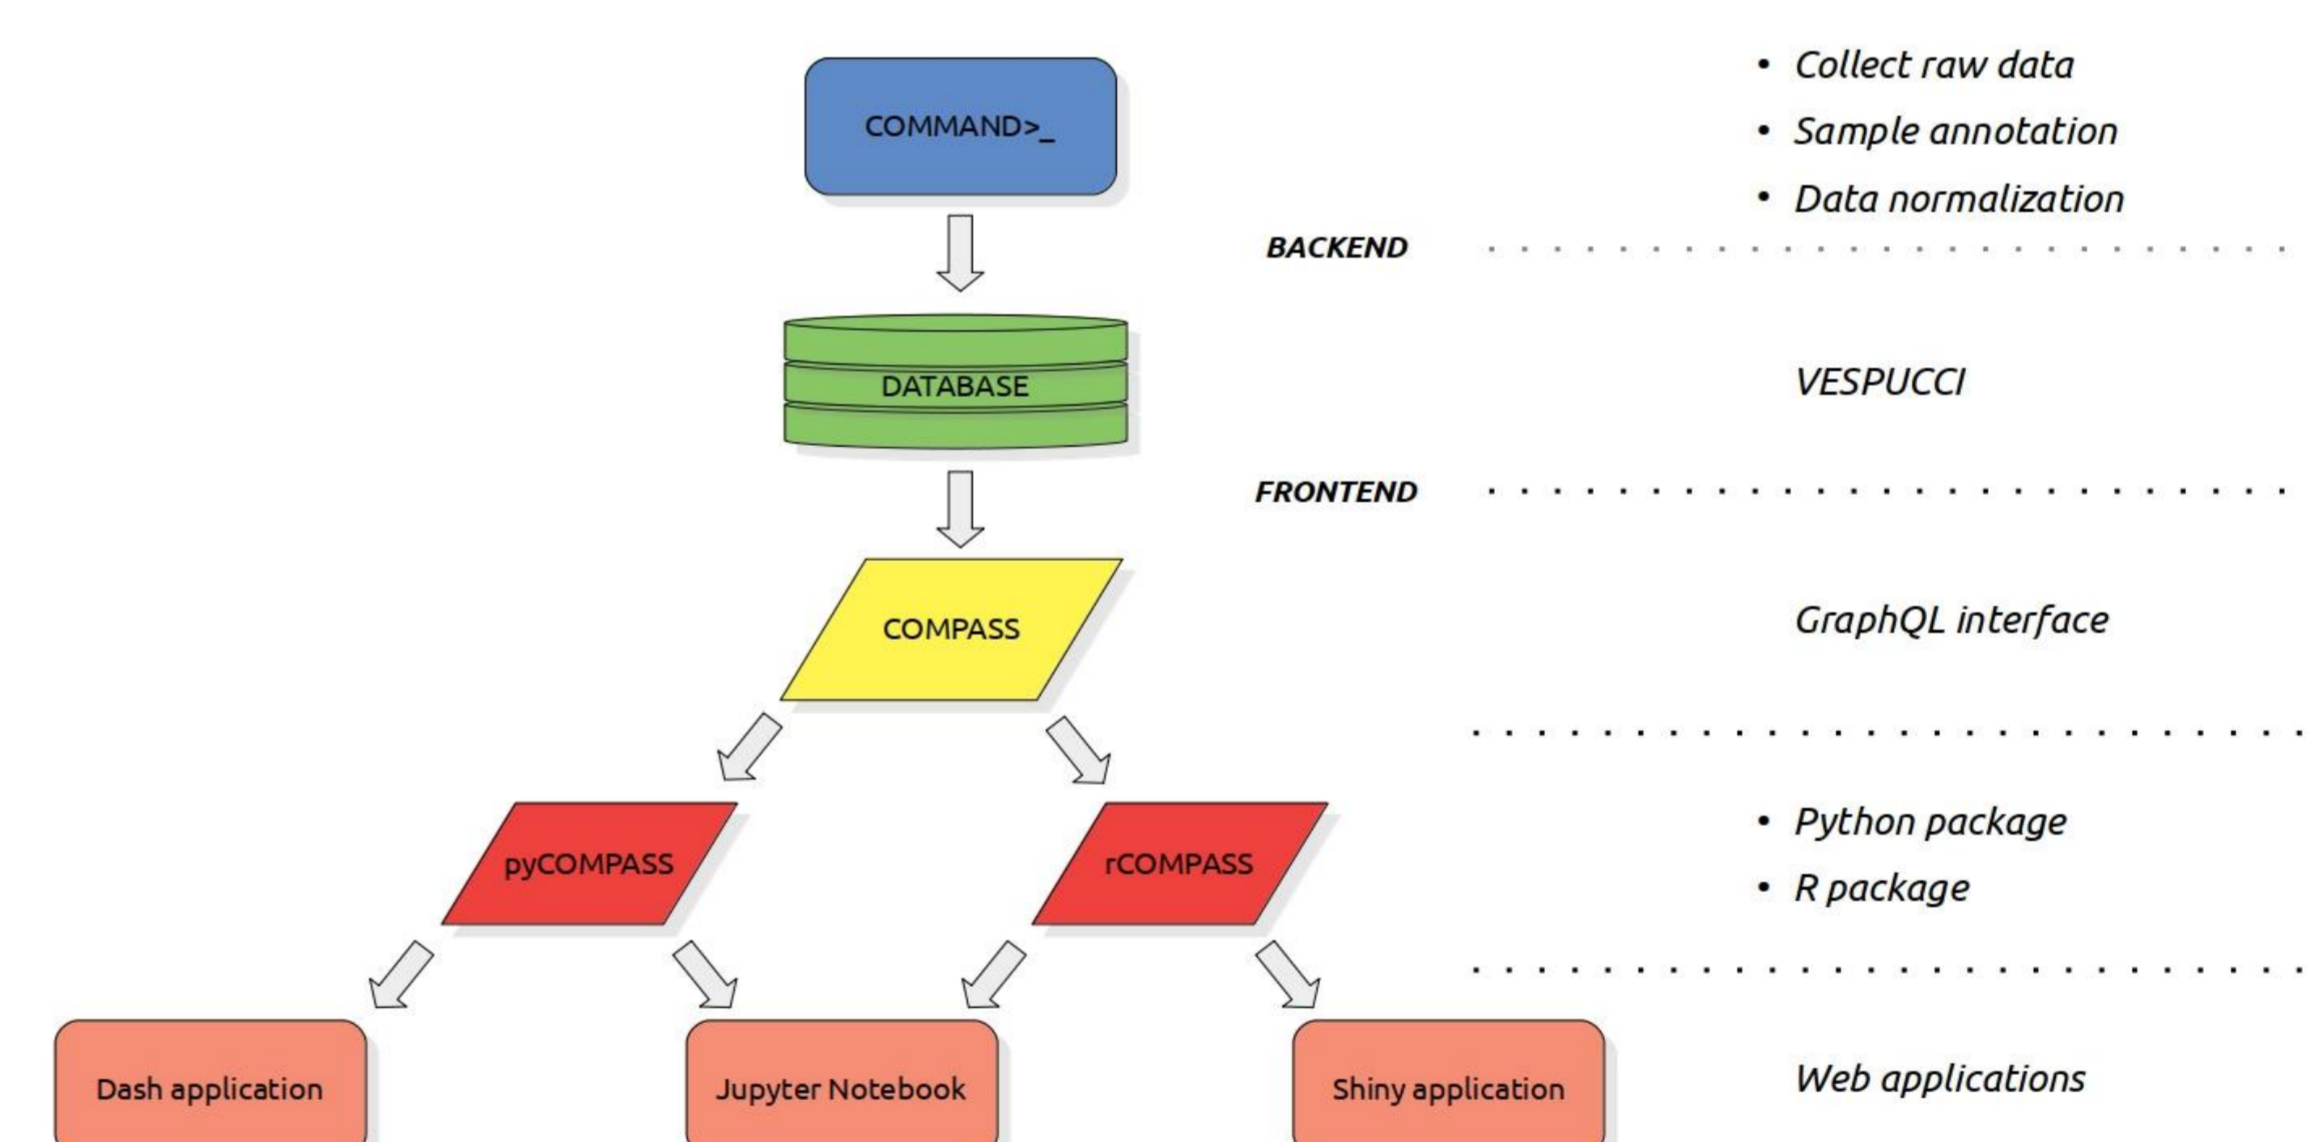 COMMAND>_
• Collect raw data
• Sample annotation
• Data normalization
BACKEND
DATABASE
VESPUCCI
FRONTEND
COMPASS
GraphQL interface
pyCOMPASS
rCOMPASS
• Python package
• R package
Dash application
Jupyter Notebook
Shiny application
Web applications